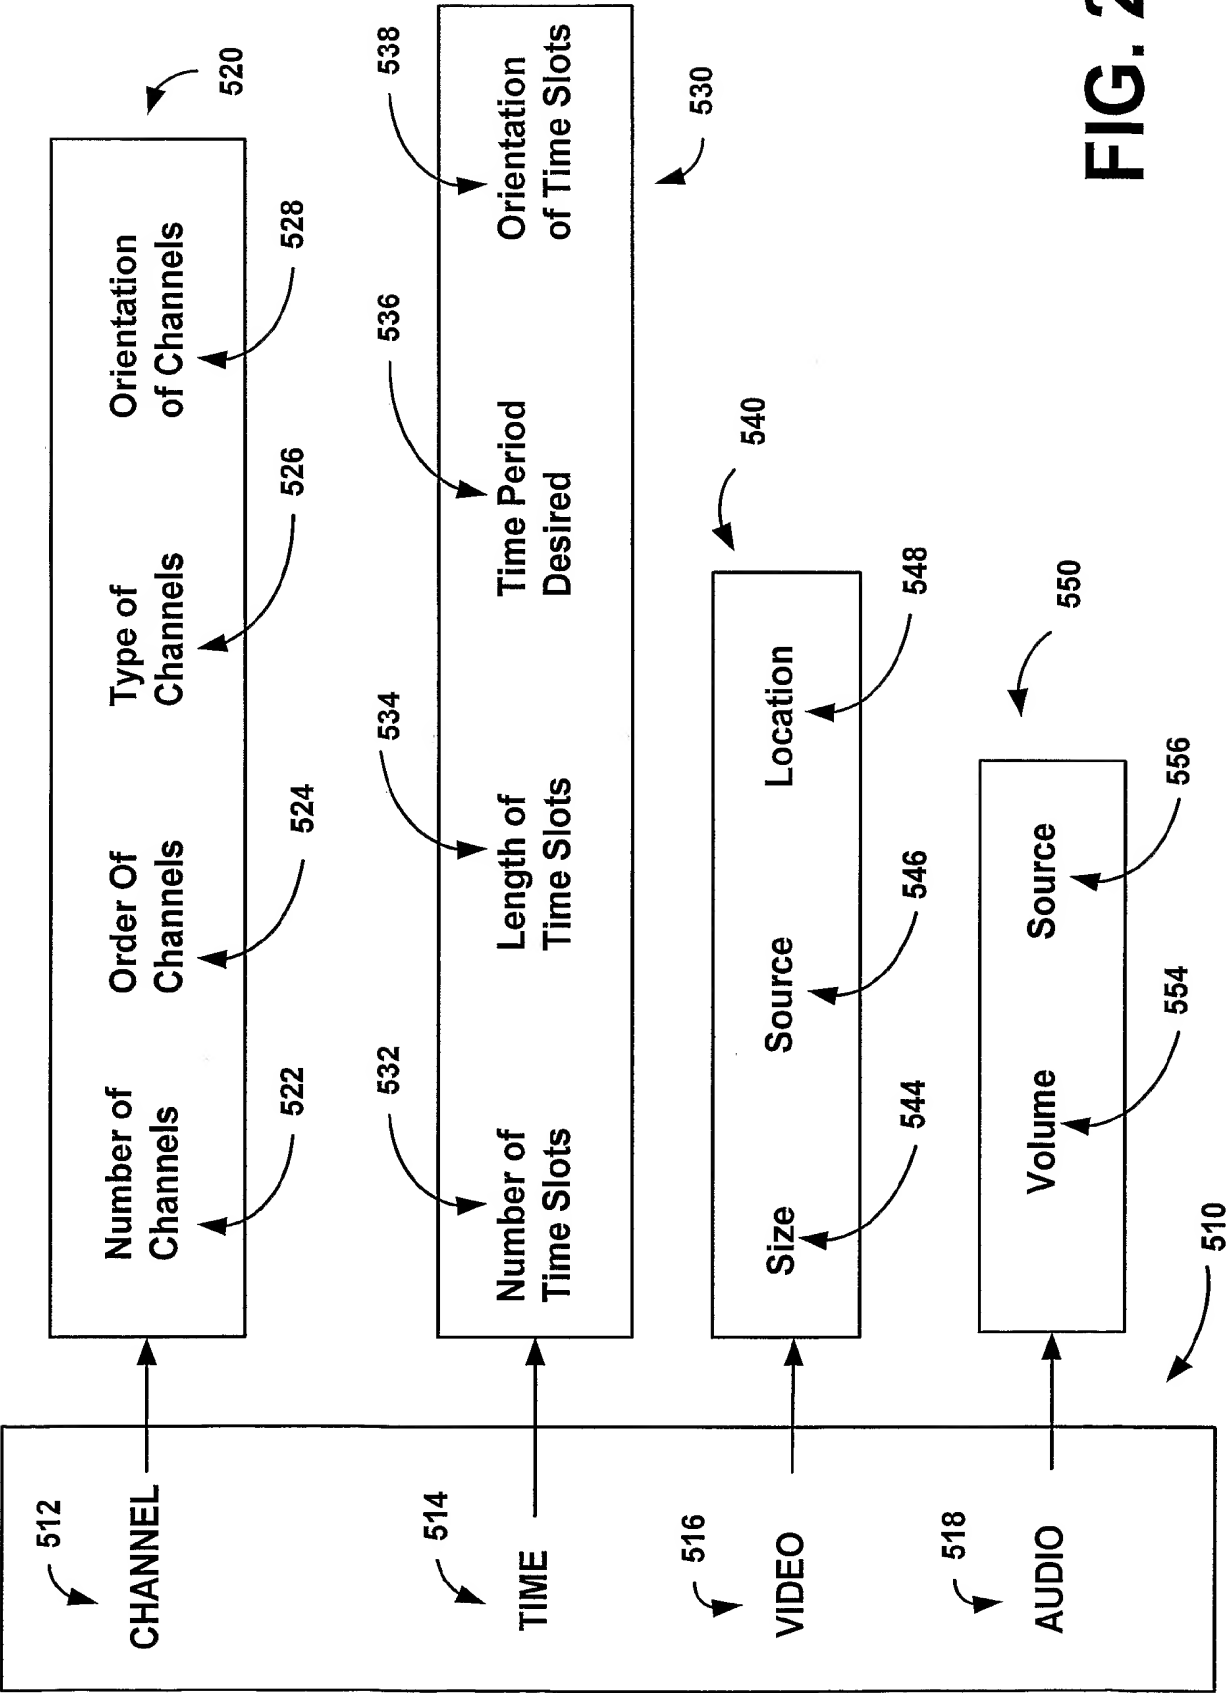 520
Number of
Channels
Order Of
Channels
Type of
Channels
Orientation
of Channels
522
524
526
528
512
CHANNEL
532
534
536
538
Number of
Time Slots
Length of
Time Slots
Time Period
Desired
Orientation
of Time Slots
530
514
TIME
540
Size
Source
Location
544
546
548
516
VIDEO
550
Volume
Source
554
556
518
AUDIO
510
FIG. 2